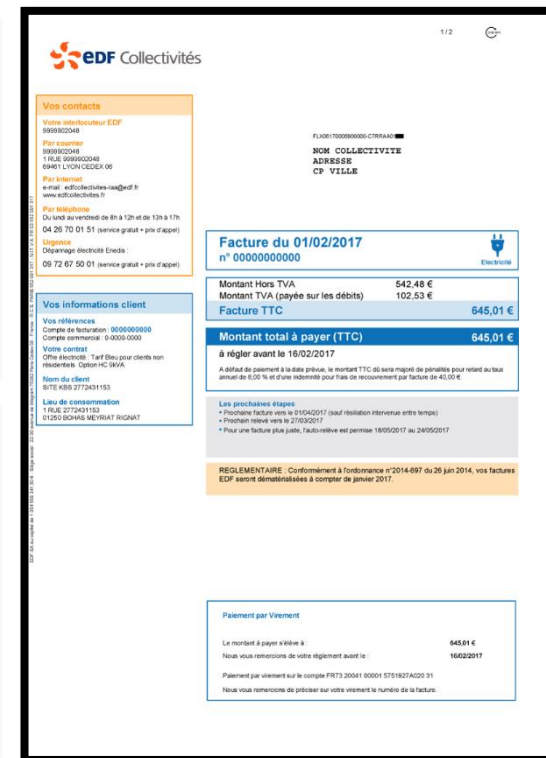 1/2
edf Collectivités
Vos contacts
Votre interlocuteur EDF
9999902048
Par courrier
9999902048
1 RUE 9999902048
69461 LYON CEDEX 06
Par internet
e-mail : edfcollectivites-raa@edf.fr
www.edfcollectivites.fr
Par téléphone
Du lundi au vendredi de 8h à 12h et de 13h à 17h
04 26 70 01 51 (service gratuit + prix d'appel)
Urgence
Dépannage électricité Enedis :
09 72 67 50 01 (service gratuit + prix d'appel)
Vos informations client
Vos références
Compte de facturation : 0000000000
Compte commercial : 0-0000-0000
Votre contrat
Offre électricité : Tarif Bleu pour clients non
résidentiels Option HC 9kVA
Nom du client
SITE KBS 2772431153
Lieu de consommation
1 RUE 2772431153
01250 BOHAS MEYRIAT RIGNAT
NOM COLLECTIVITE
ADRESSE
CP VILLE
Facture du 01/02/2017
n° 00000000000
Electricité
Montant Hors TVA 542,48 €
Montant TVA (payée sur les débits) 102,53 €
Facture TTC 645,01 €
Montant total à payer (TTC) 645,01 €
à régler avant le 16/02/2017
A défaut de paiement à la date prévue, le montant TTC dû sera majoré de pénalités pour retard au taux
annuel de 8,00 % et d'une indemnité pour frais de recouvrement par facture de 40,00 €.
Les prochaines étapes
• Prochaine facture vers le 01/04/2017 (sauf résiliation intervenue entre temps)
• Prochain relevé vers le 27/03/2017
• Pour une facture plus juste, l'auto-relève est permise 18/05/2017 au 24/05/2017
REGLEMENTAIRE : Conformément à l'ordonnance n°2014-697 du 26 juin 2014, vos factures
EDF seront dématérialisées à compter de janvier 2017.
Paiement par Virement
Le montant à payer s'élève à : 645,01 €
Nous vous remercions de votre règlement avant le : 16/02/2017
Paiement par virement sur le compte FR73 20041 00001 5751927A020 31
Nous vous remercions de préciser sur votre virement le numéro de la facture.